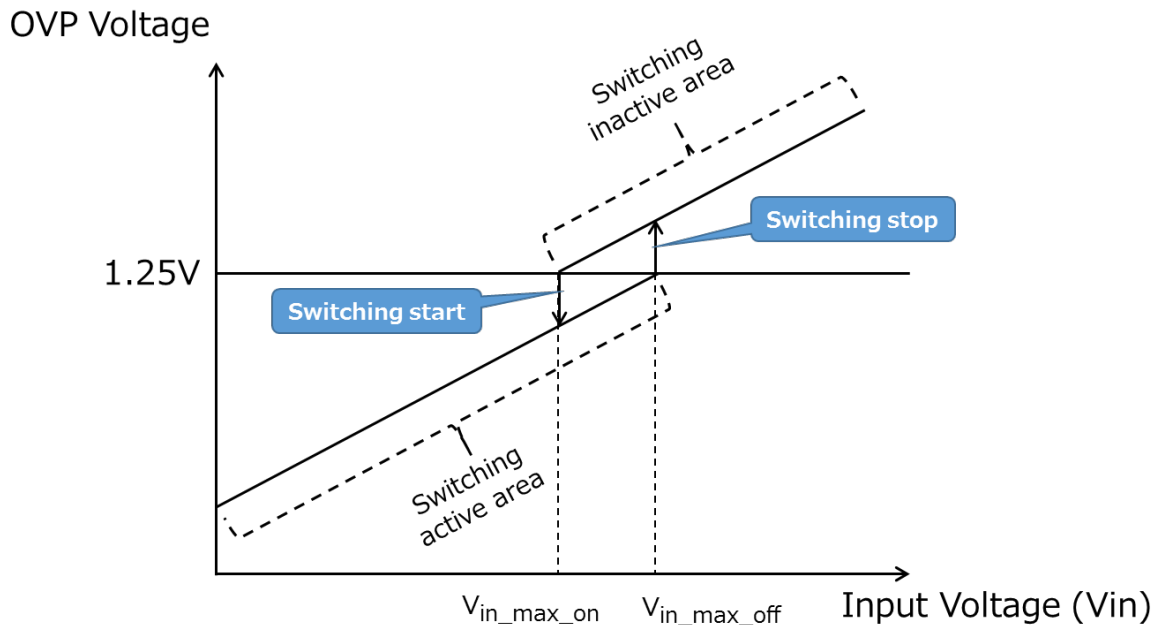 OVP Voltage
Switching
inactive area
Switching stop
1.25V
Switching start
Switching
active area
Vin_max_on
Vin_max_off
Input Voltage (Vin)